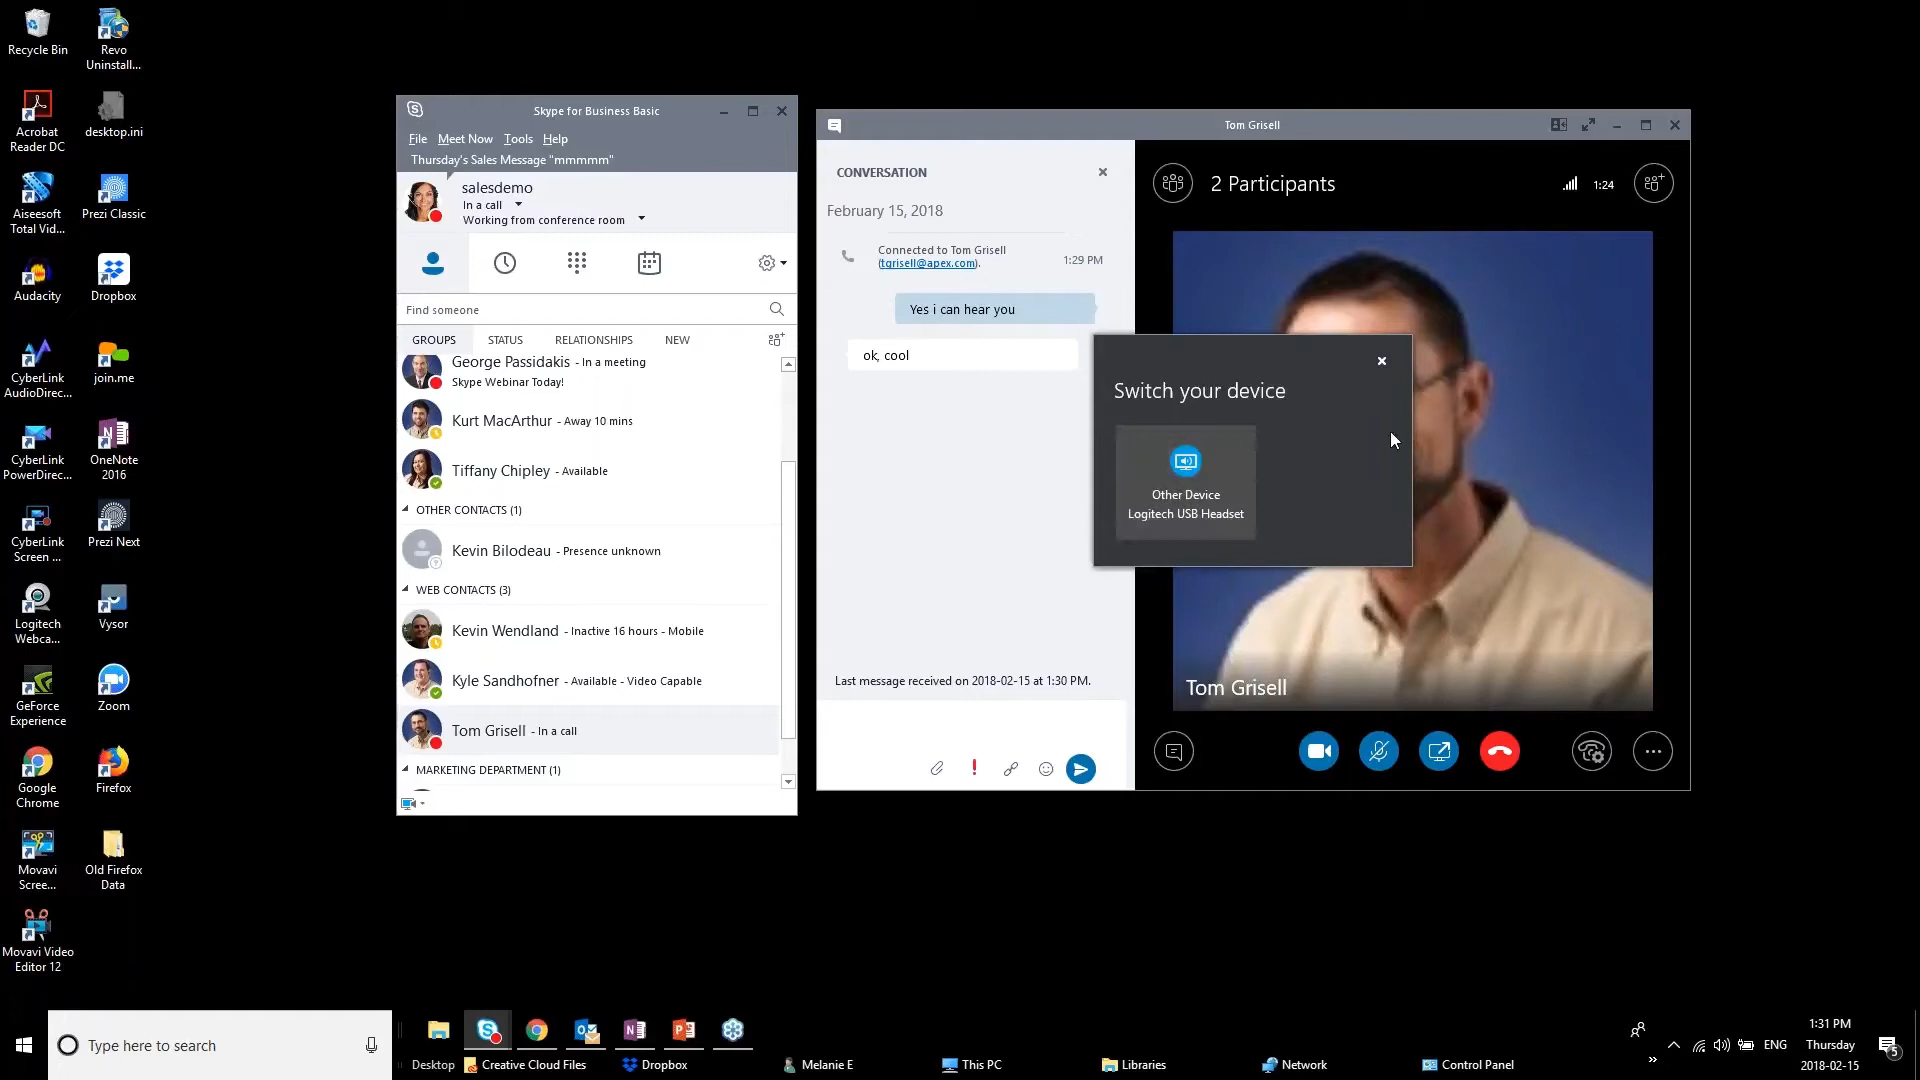 Recycle Bin
Revo
Uninstall...
Acrobat
Reader DC
desktop.ini
Aiseesoft
Total Vid...
Prezi Classic
Audacity
Dropbox
CyberLink
AudioDirec...
join.me
CyberLink
PowerDirec...
OneNote
2016
CyberLink
Screen ...
Prezi Next
Logitech
Webca...
Vysor
GeForce
Experience
Zoom
Google
Chrome
Firefox
Movavi
Scree...
Old Firefox
Data
Movavi Video
Editor 12
Skype for Business Basic
File Meet Now Tools Help
Thursday's Sales Message "mmmmm"
salesdemo
In a call
Working from conference room
Find someone
GROUPS STATUS RELATIONSHIPS NEW
George Passidakis - In a meeting
Skype Webinar Today!
Kurt MacArthur - Away 10 mins
Tiffany Chipley - Available
OTHER CONTACTS (1)
Kevin Bilodeau - Presence unknown
WEB CONTACTS (3)
Kevin Wendland - Inactive 16 hours - Mobile
Kyle Sandhofner - Available - Video Capable
Tom Grisell - In a call
MARKETING DEPARTMENT (1)
Tom Grisell
CONVERSATION
February 15, 2018
Connected to Tom Grisell
(tgrisell@apex.com).
1:29 PM
Yes i can hear you
ok, cool
Last message received on 2018-02-15 at 1:30 PM.
2 Participants
1:24
Switch your device
Other Device
Logitech USB Headset
Tom Grisell
Type here to search
Desktop
Creative Cloud Files
Dropbox
Melanie E
This PC
Libraries
Network
Control Panel
ENG
1:31 PM
Thursday
2018-02-15
5